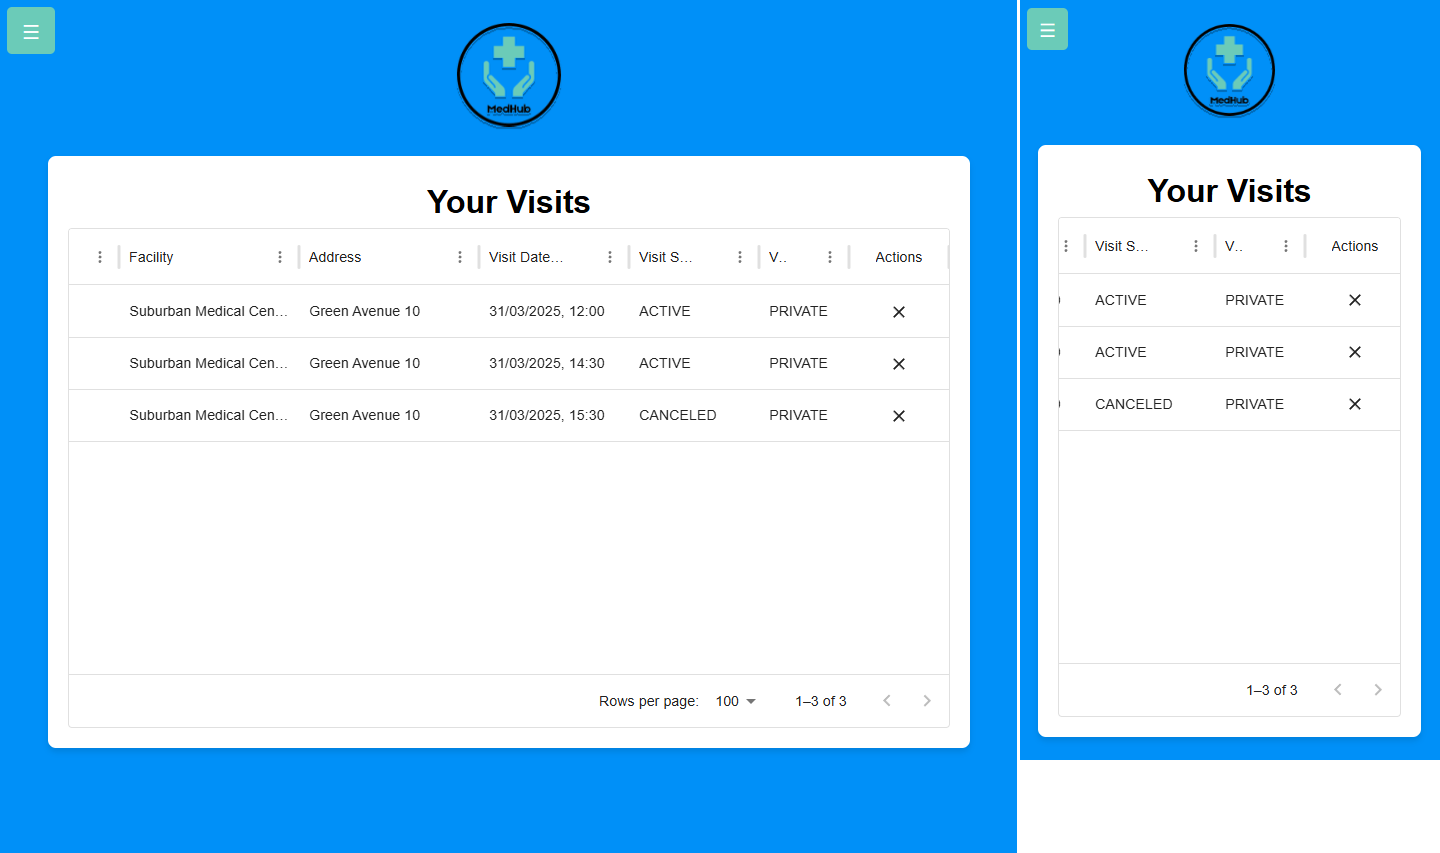 ☰
MedHub
Your Visits
Facility Address Visit Date... Visit S... V.. Actions
Suburban Medical Cen... Green Avenue 10 31/03/2025, 12:00 ACTIVE PRIVATE
Suburban Medical Cen... Green Avenue 10 31/03/2025, 14:30 ACTIVE PRIVATE
Suburban Medical Cen... Green Avenue 10 31/03/2025, 15:30 CANCELED PRIVATE
Rows per page: 100 1–3 of 3
☰
MedHub
Your Visits
Visit S... V.. Actions
ACTIVE PRIVATE
ACTIVE PRIVATE
CANCELED PRIVATE
1–3 of 3